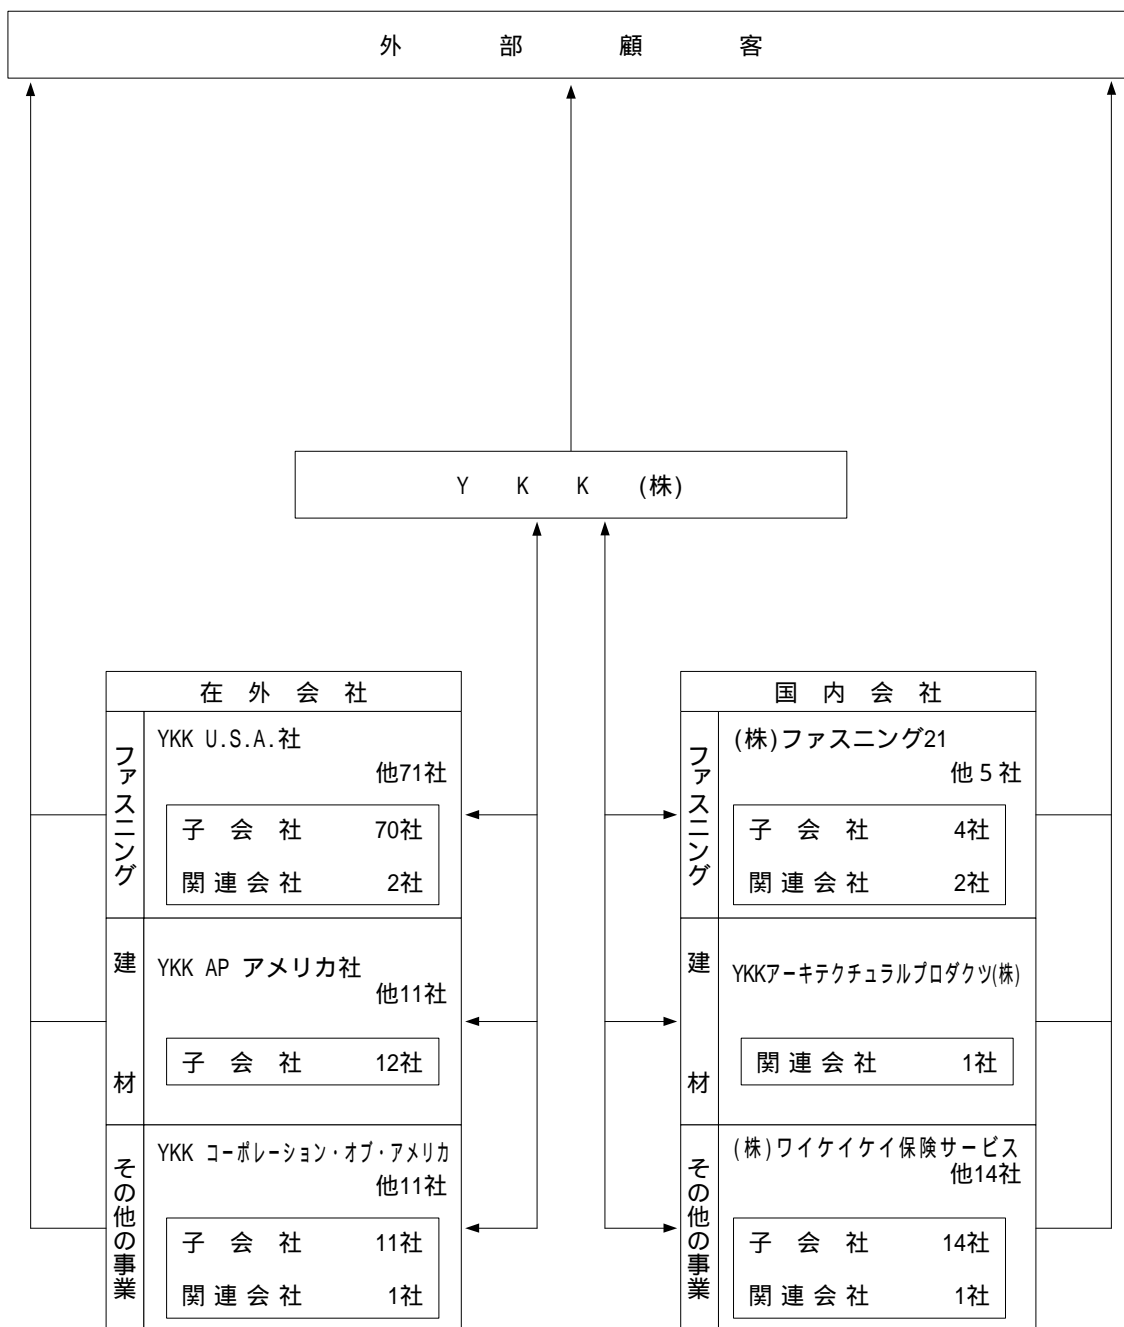 外部顧客
YKK(株)
在外会社
ファスニング
YKK U.S.A.社
他71社
子会社 70社
関連会社 2社
建材
YKK AP アメリカ社
他11社
子会社 12社
その他の事業
YKK コーポレーション・オブ・アメリカ
他11社
子会社 11社
関連会社 1社
国内会社
ファスニング
(株)ファスニング21
他5社
子会社 4社
関連会社 2社
建材
YKKアーキテクチュラルプロダクツ(株)
関連会社 1社
その他の事業
(株)ワイケイケイ保険サービス
他14社
子会社 14社
関連会社 1社